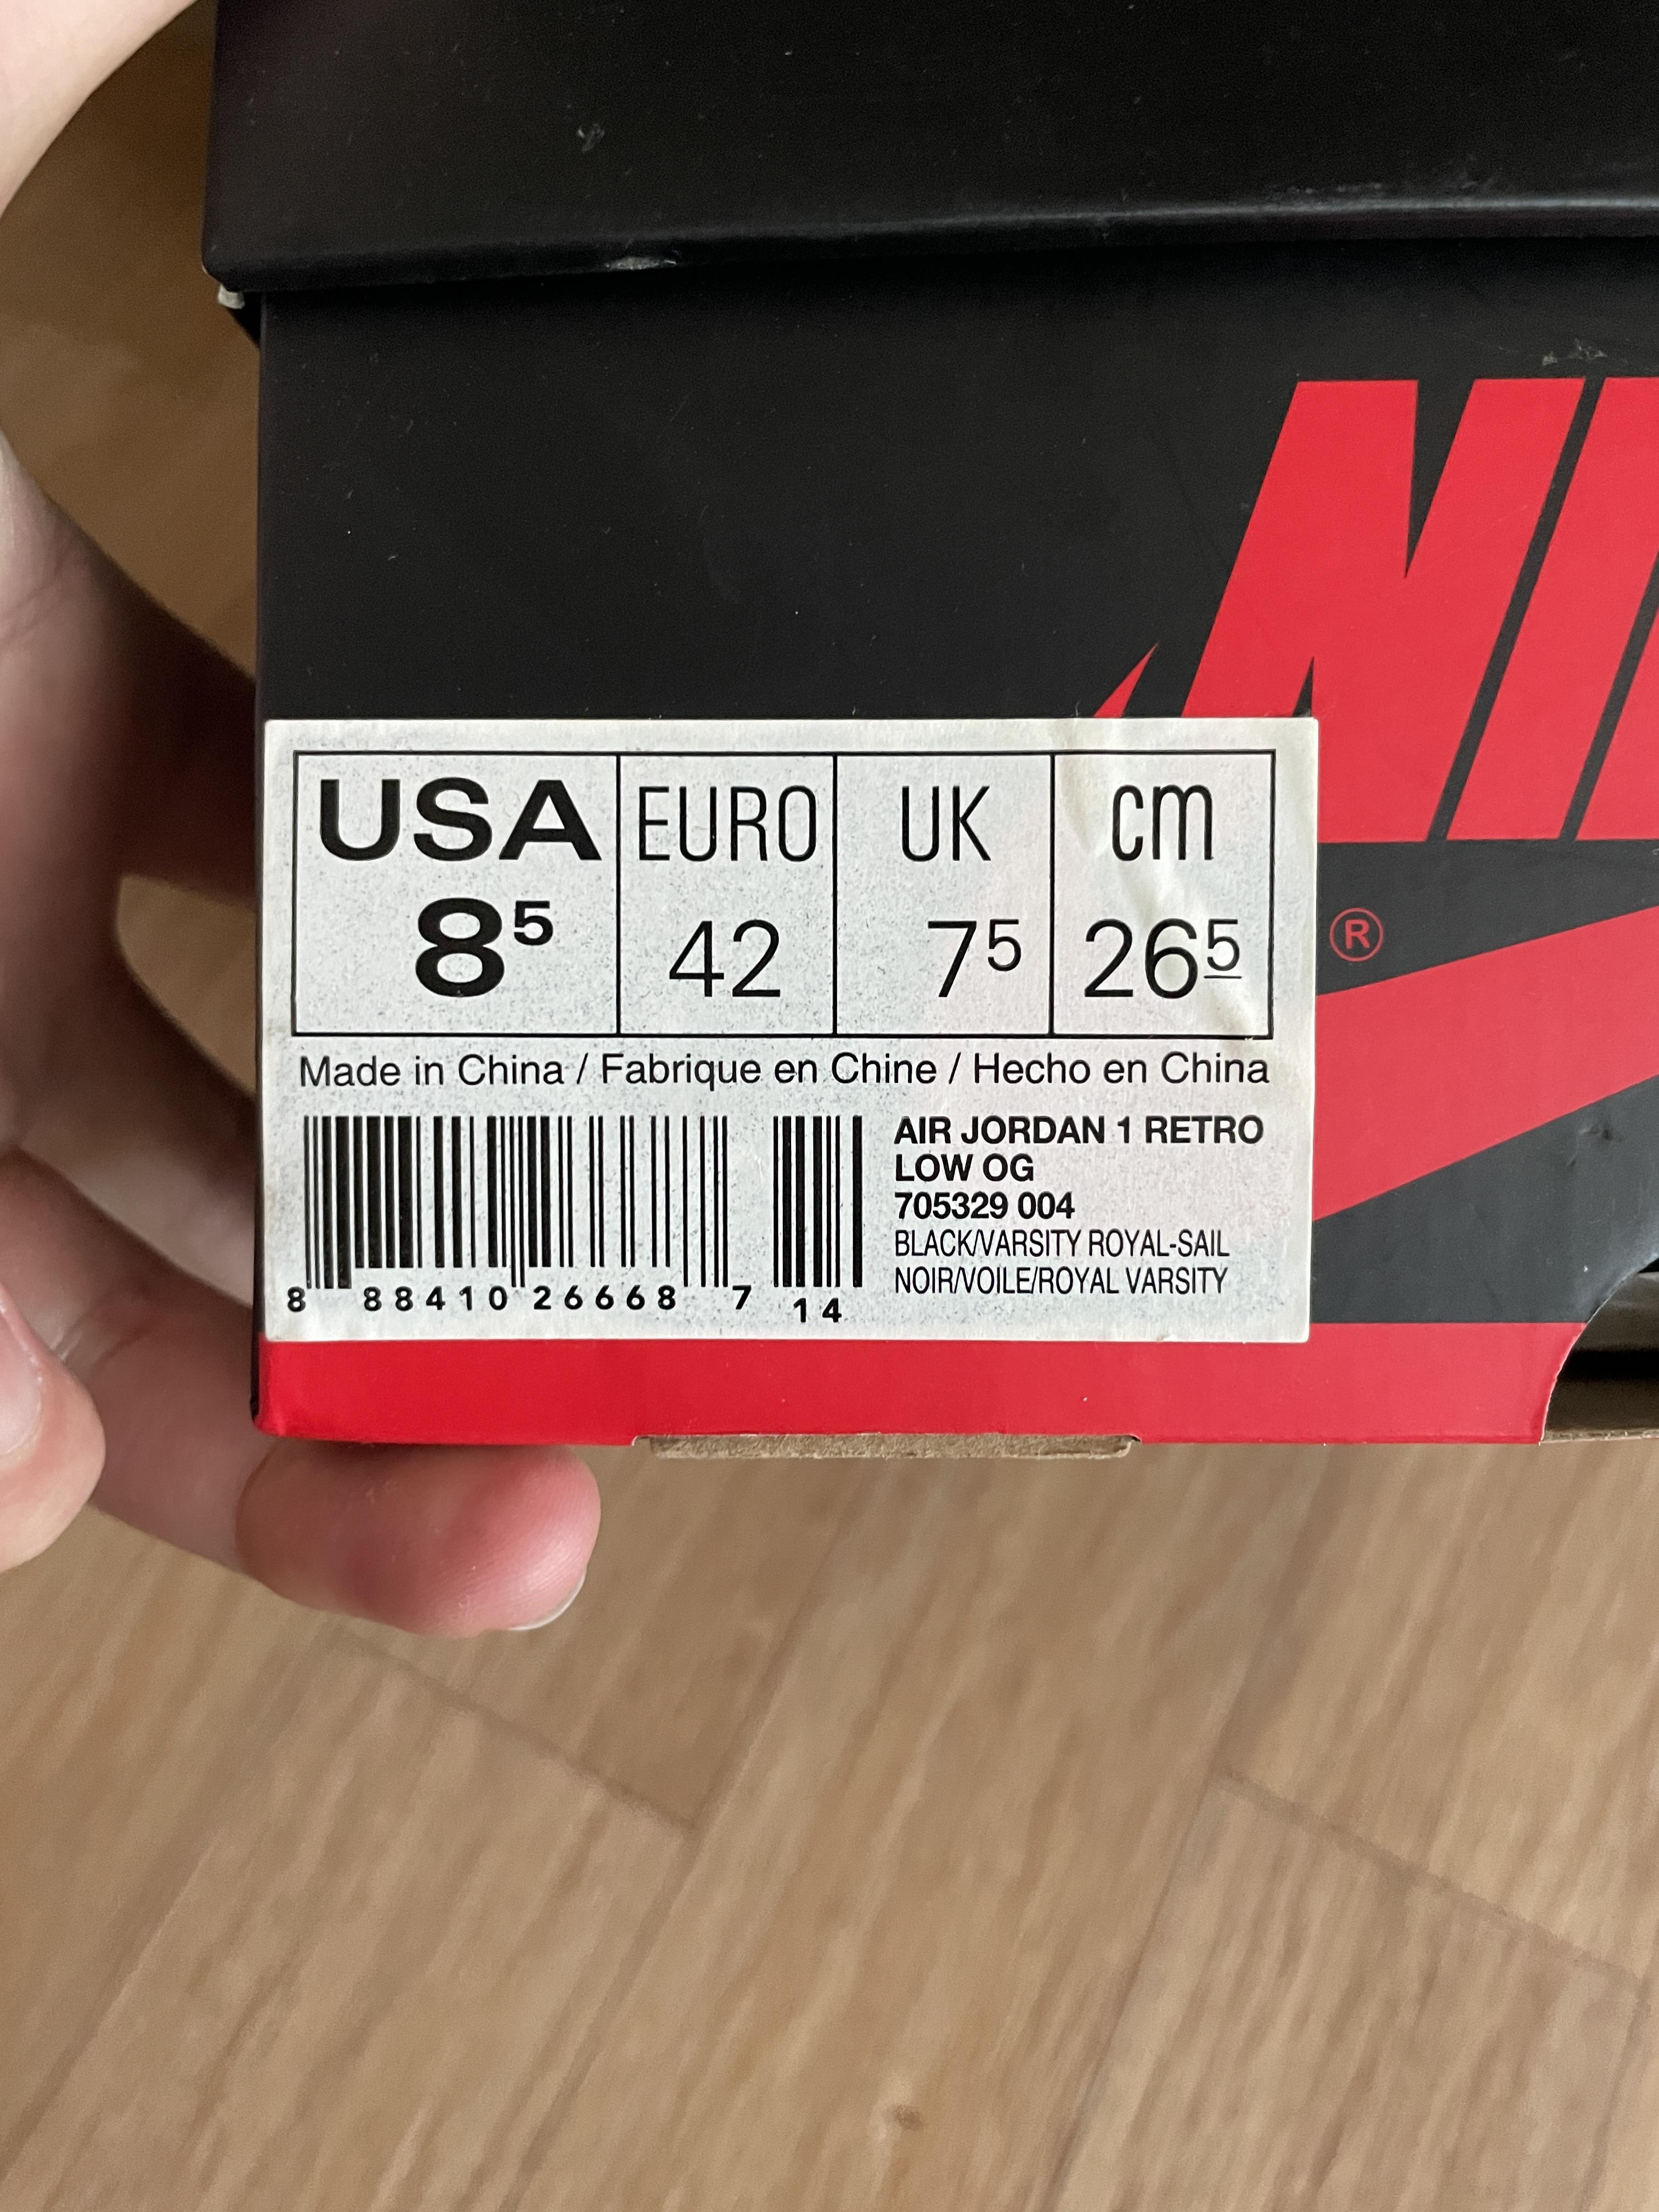 NI
®
USA EURO UK cm
8⁵ 42 7⁵ 26⁵
Made in China / Fabrique en Chine / Hecho en China
AIR JORDAN 1 RETRO
LOW OG
705329 004
BLACK/VARSITY ROYAL-SAIL
NOIR/VOILE/ROYAL VARSITY
8 88410 26668 7 14